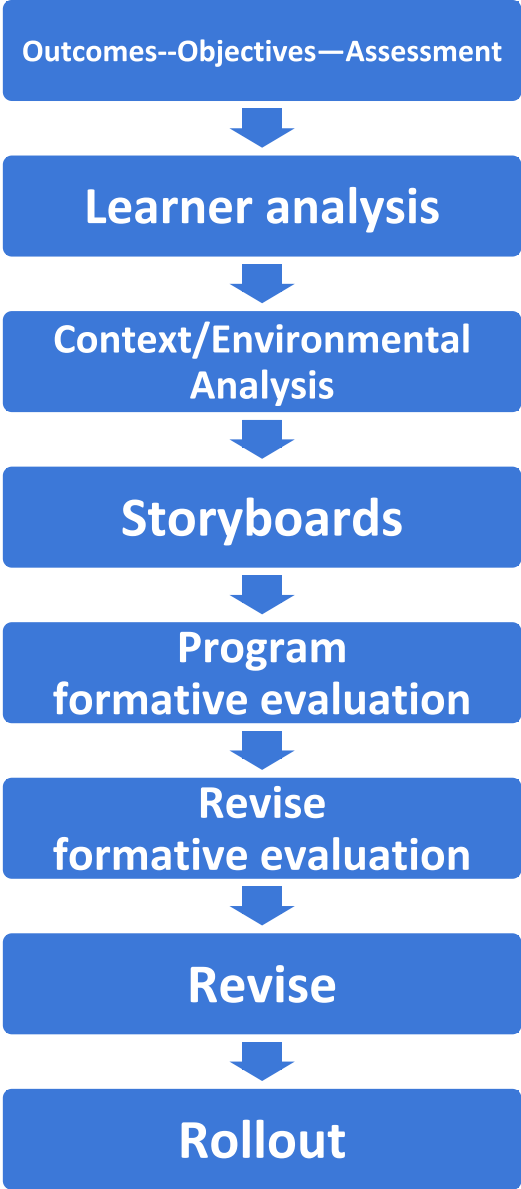 Outcomes--Objectives—Assessment
Learner analysis
Context/Environmental
Analysis
Storyboards
Program
formative evaluation
Revise
formative evaluation
Revise
Rollout